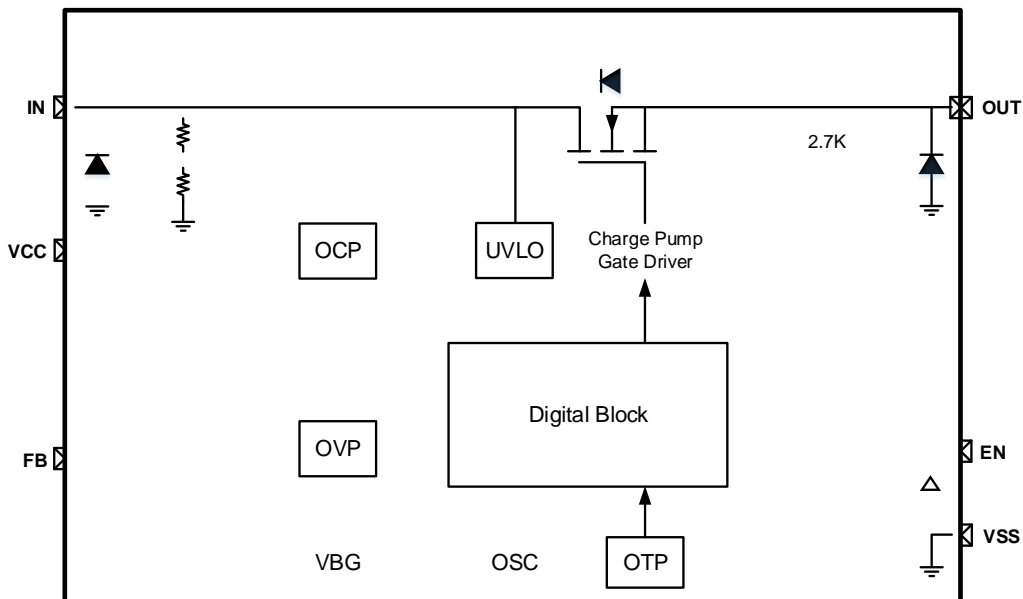 IN
OUT
2.7K
VCC
OCP
UVLO
Charge Pump
Gate Driver
Digital Block
FB
OVP
EN
VSS
VBG
OSC
OTP